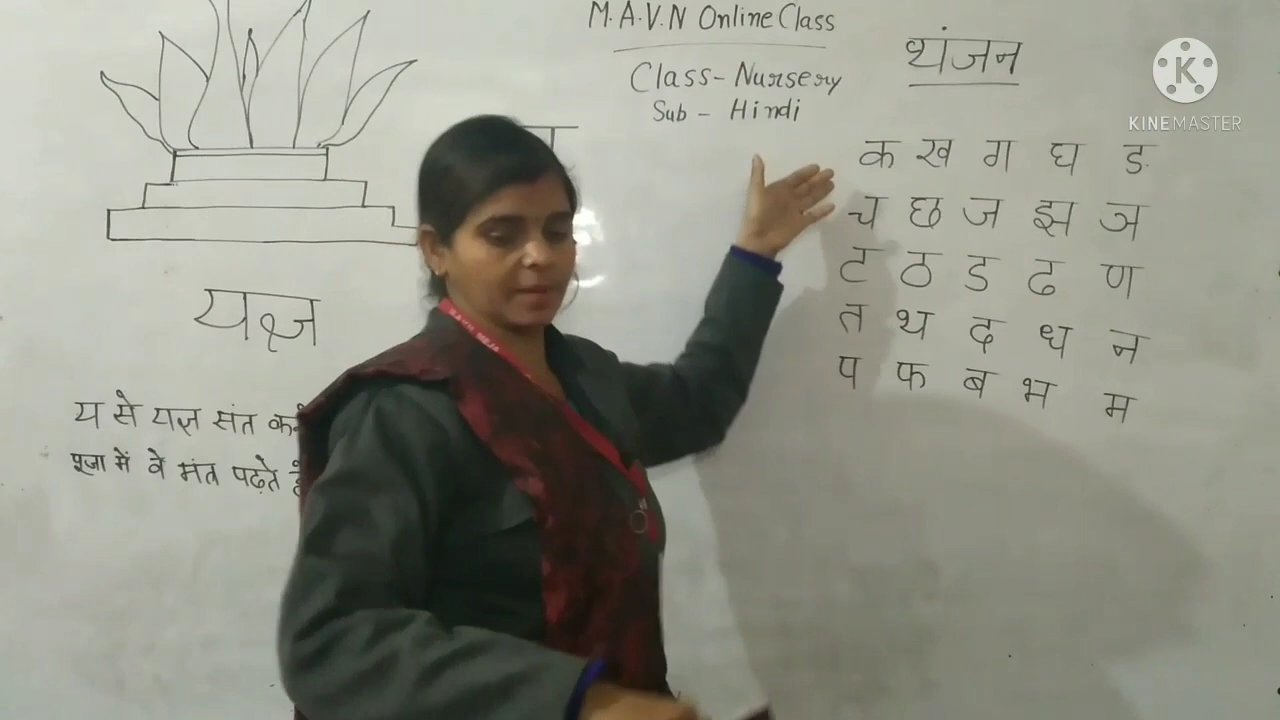 M.A.V.N Online Class
Class - Nursery
Sub - Hindi
व्यंजन
KINEMASTER
क ख ग घ ङ
च छ ज झ ञ
ट ठ ड ढ ण
त थ द ध न
प फ ब भ म
यज्ञ
य से यज्ञ संत
पूजा में वे मंत्र पढ़ते